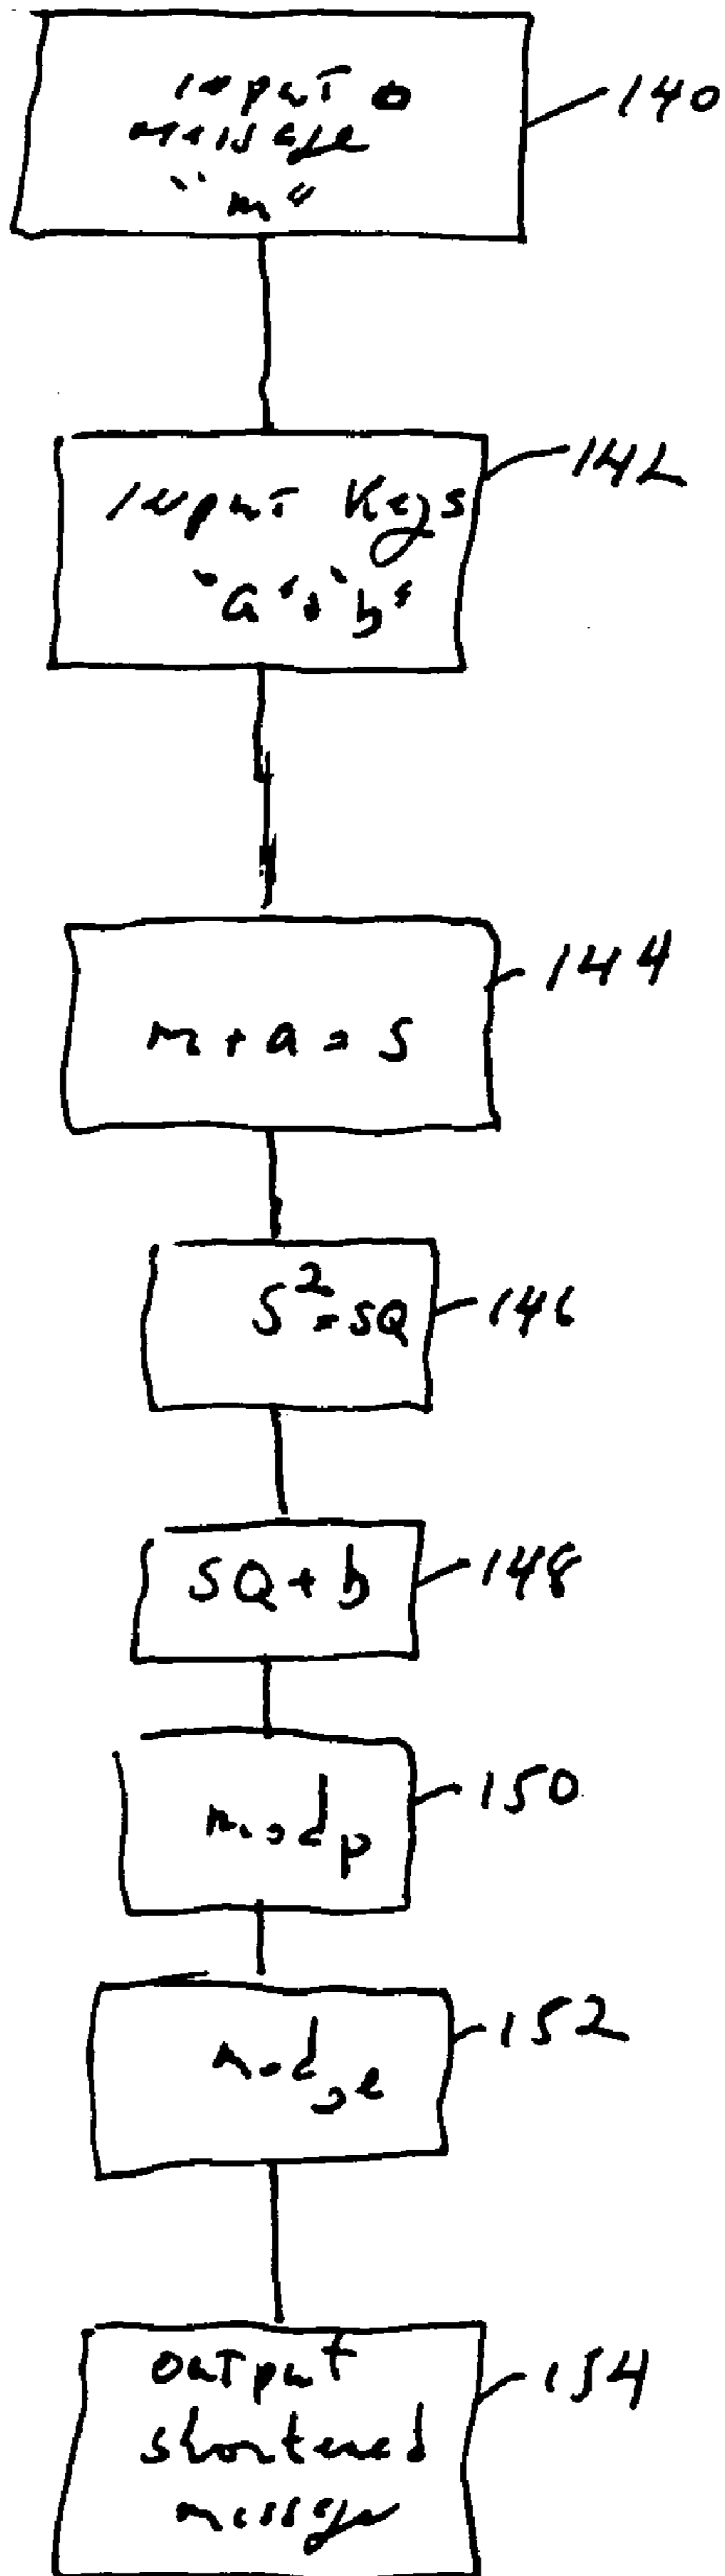 input a
message
"m"
140
input Keys
"a" + "b"
142
m + a = S
144
S² = SQ
146
SQ + b
148
mod p
150
mod 2^l
152
output
shortened
message
154